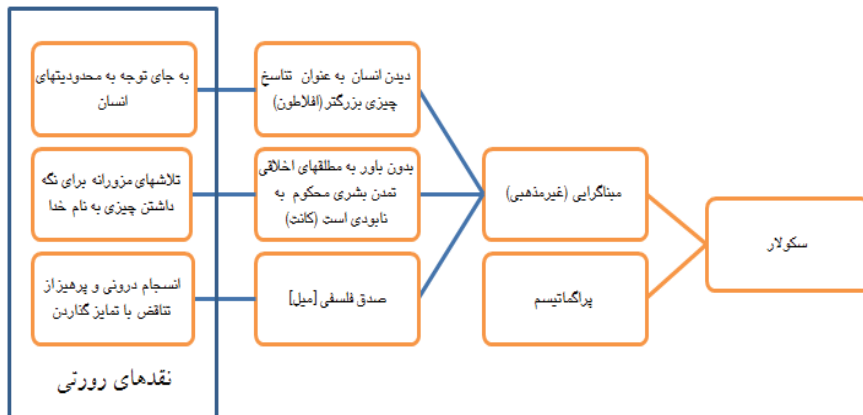 سکولار
مبناگرایی (غیرمذهبی)
پراگماتیسم
دیدن انسان به عنوان تناسخ
چیزی بزرگتر (افلاطون)
بدون باور به مطلقهای اخلاقی
تمدن بشری محکوم به
نابودی است (کانت)
صدق فلسفی [میل]
به جای توجه به محدودیتهای
انسان
تلاشهای مزورانه برای نگه
داشتن چیزی به نام خدا
انسجام درونی و پرهیز از
تناقض با تمایز گذاردن
نقدهای رورتی